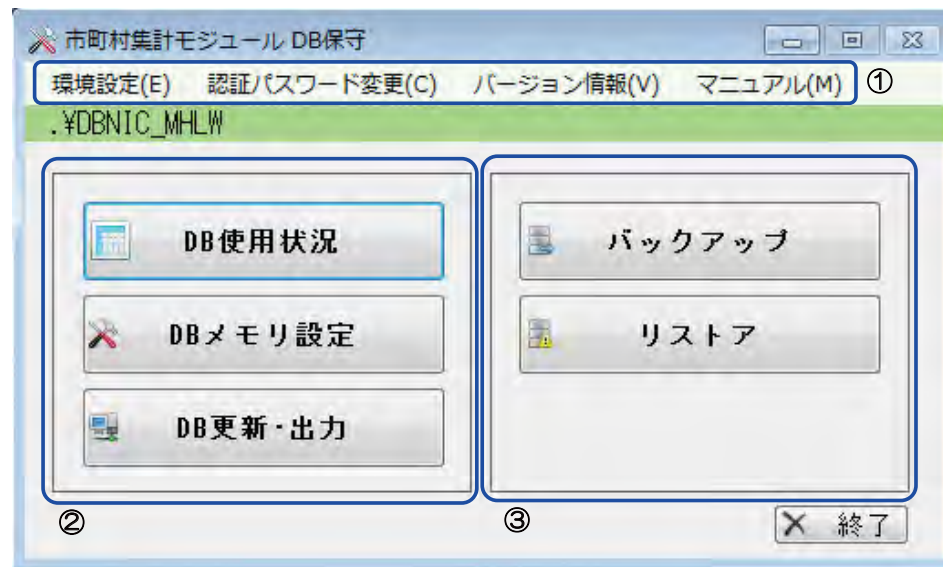 市町村集計モジュール DB保守
環境設定(E) 認証パスワード変更(C) バージョン情報(V) マニュアル(M) ①
.¥DBNIC_MHLW
DB使用状況
DBメモリ設定
DB更新・出力
バックアップ
リストア
② ③
終了